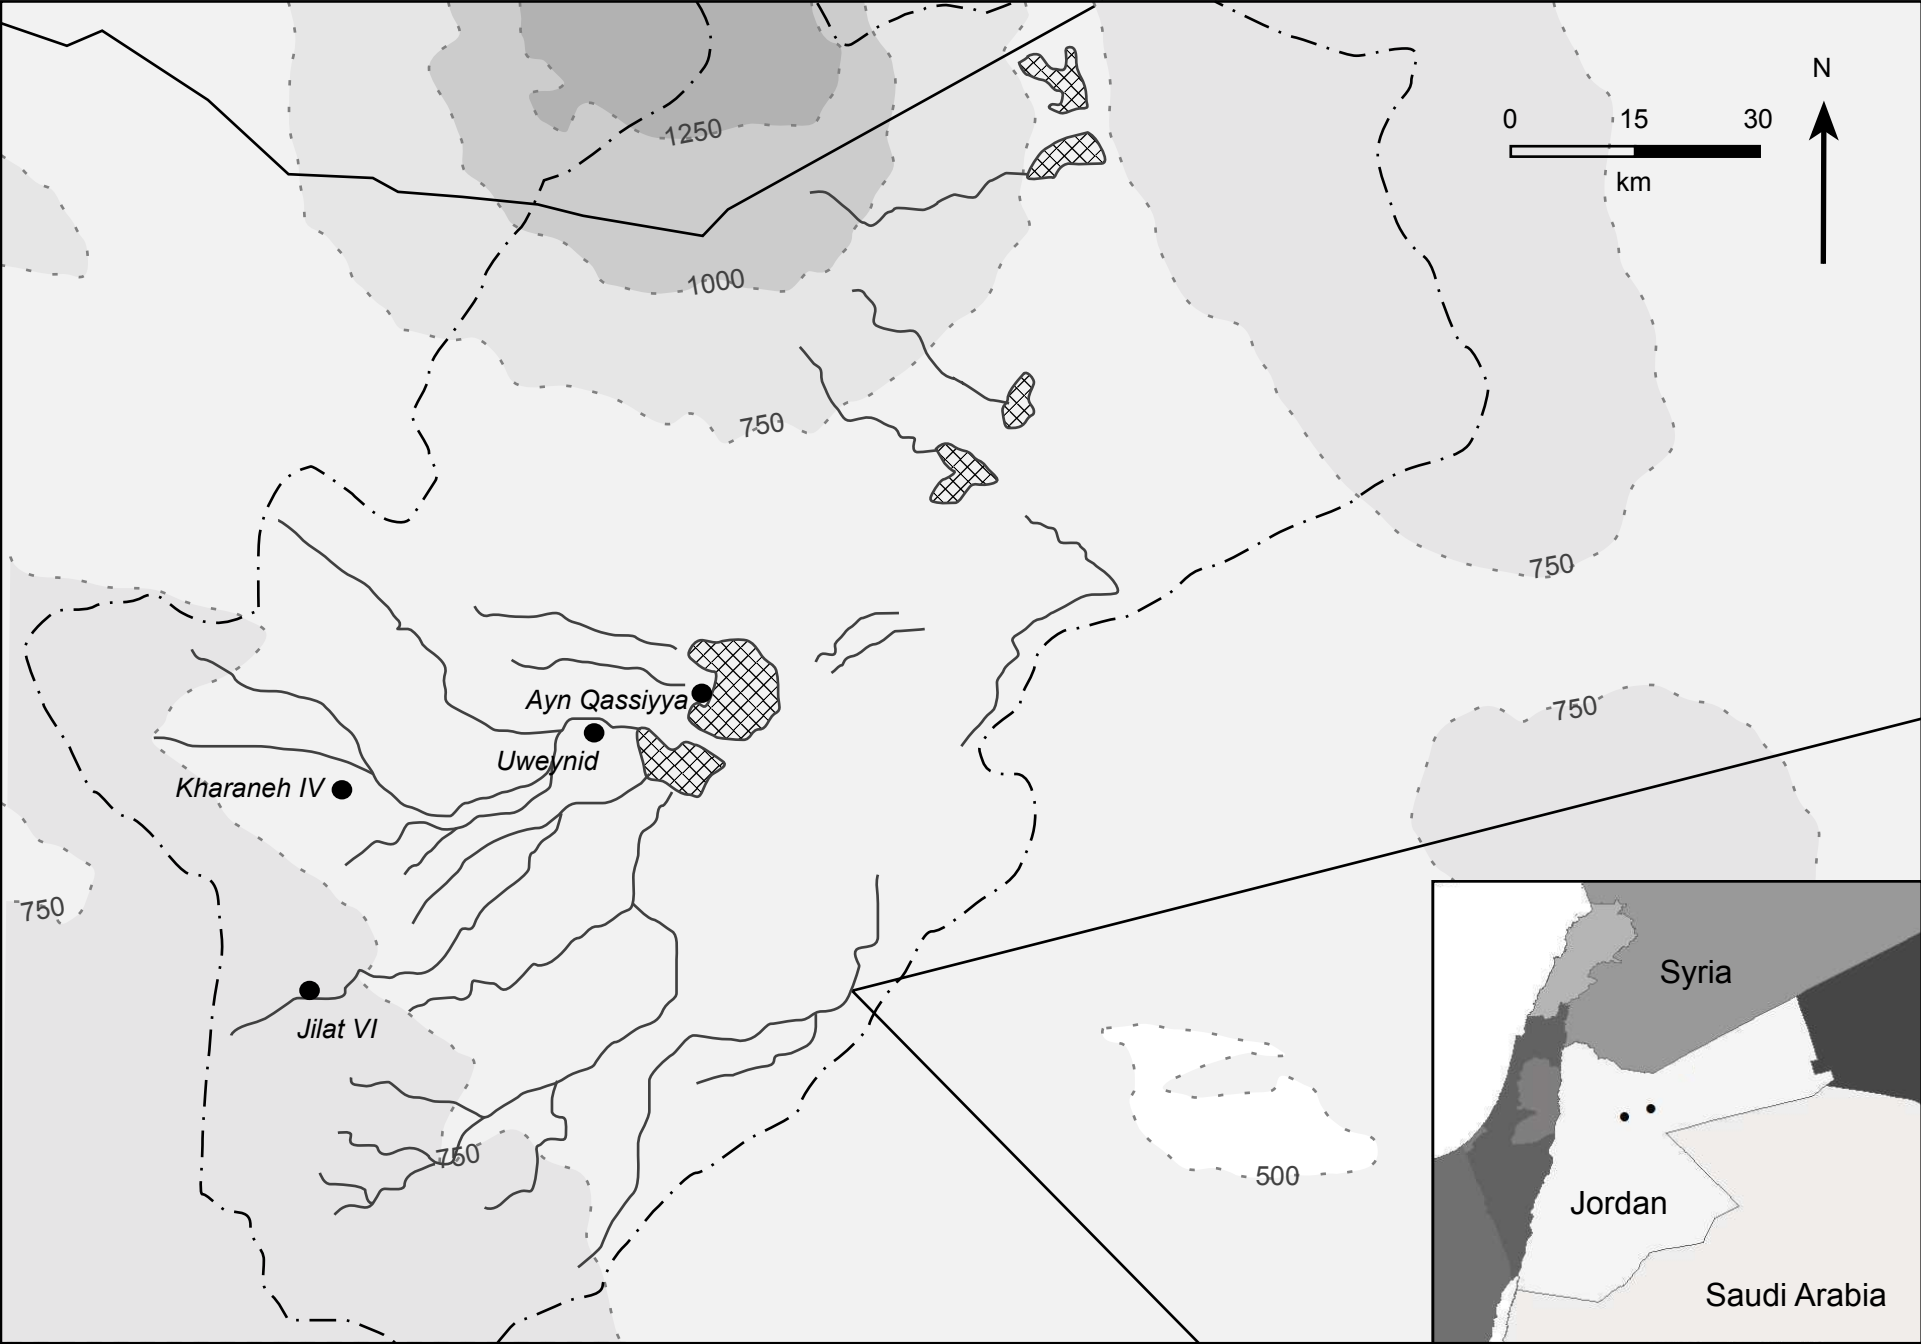 N
0 15 30
km
1250
1000
750
750
Ayn Qassiyya
Uweynid
750
Kharaneh IV
750
Jilat VI
750
500
Syria
Jordan
Saudi Arabia